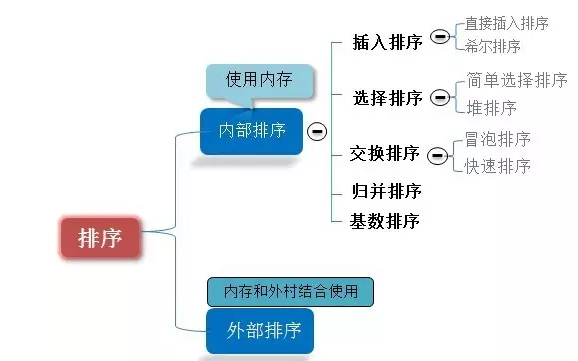 排序
使用内存
内部排序
插入排序
直接插入排序
希尔排序
选择排序
简单选择排序
堆排序
交换排序
冒泡排序
快速排序
归并排序
基数排序
内存和外村结合使用
外部排序